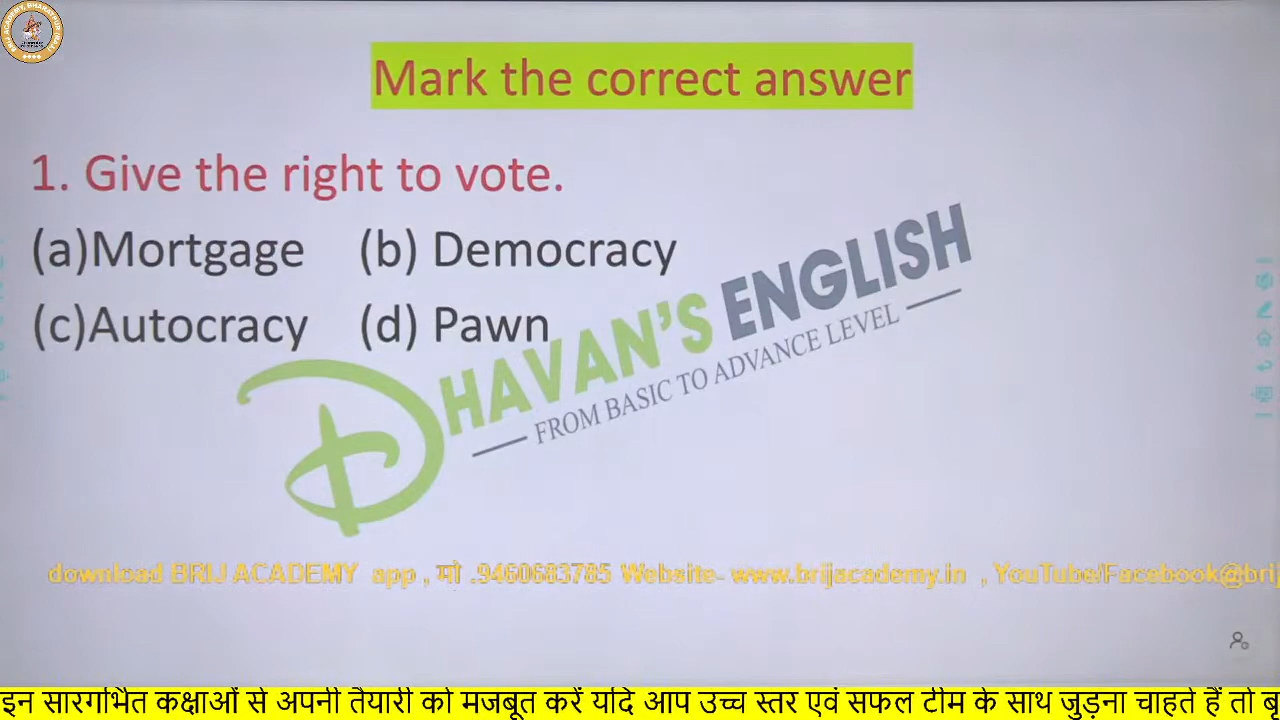 Mark the correct answer
1. Give the right to vote.
(a)Mortgage (b) Democracy
(c)Autocracy (d) Pawn
DHAVAN'S ENGLISH
FROM BASIC TO ADVANCE LEVEL
download BRIJ ACADEMY app , मो .9460683785 Website- www.brijacademy.in , YouTube/Facebook@brij
इन सारगर्भित कक्षाओं से अपनी तैयारी को मजबूत करें यदि आप उच्च स्तर एवं सफल टीम के साथ जुड़ना चाहते हैं तो बृ